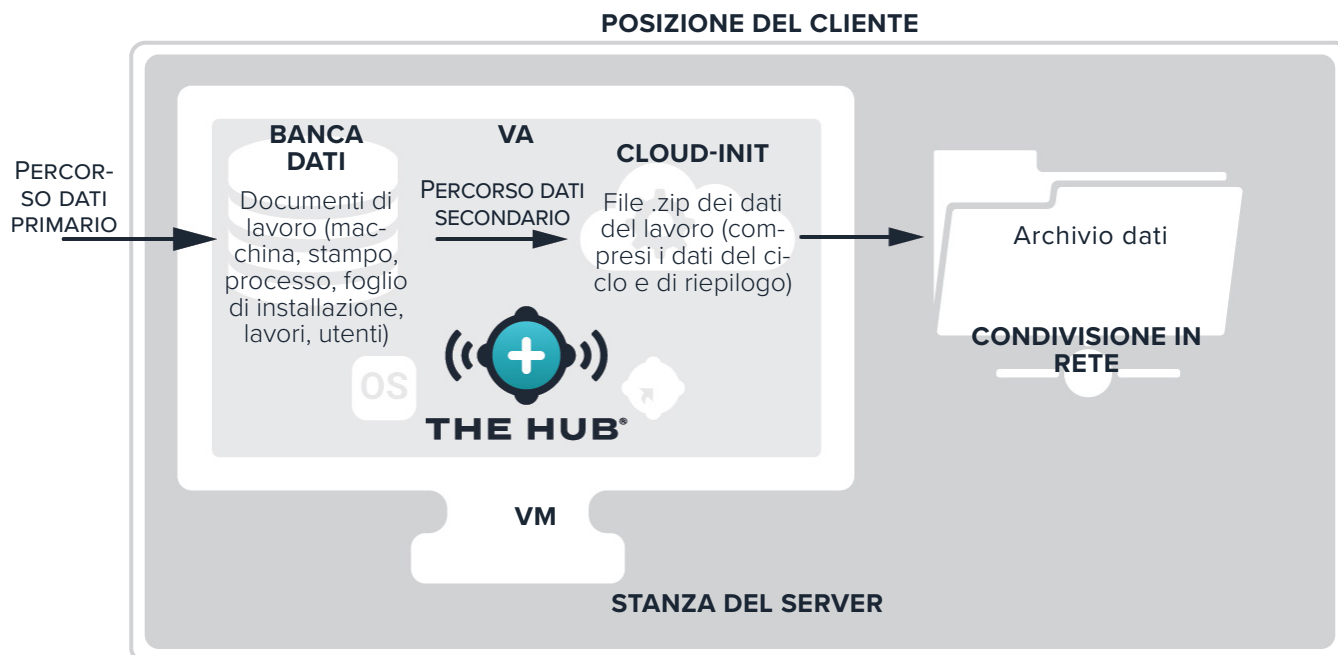 POSIZIONE DEL CLIENTE
PERCOR-
SO DATI
PRIMARIO
BANCA
DATI
Documenti di
lavoro (mac-
china, stampo,
processo, foglio
di installazione,
lavori, utenti)
VA
PERCORSO DATI
SECONDARIO
CLOUD-INIT
File .zip dei dati
del lavoro (com-
presi i dati del ci-
clo e di riepilogo)
Archivio dati
CONDIVISIONE IN
RETE
OS
THE HUB®
VM
STANZA DEL SERVER